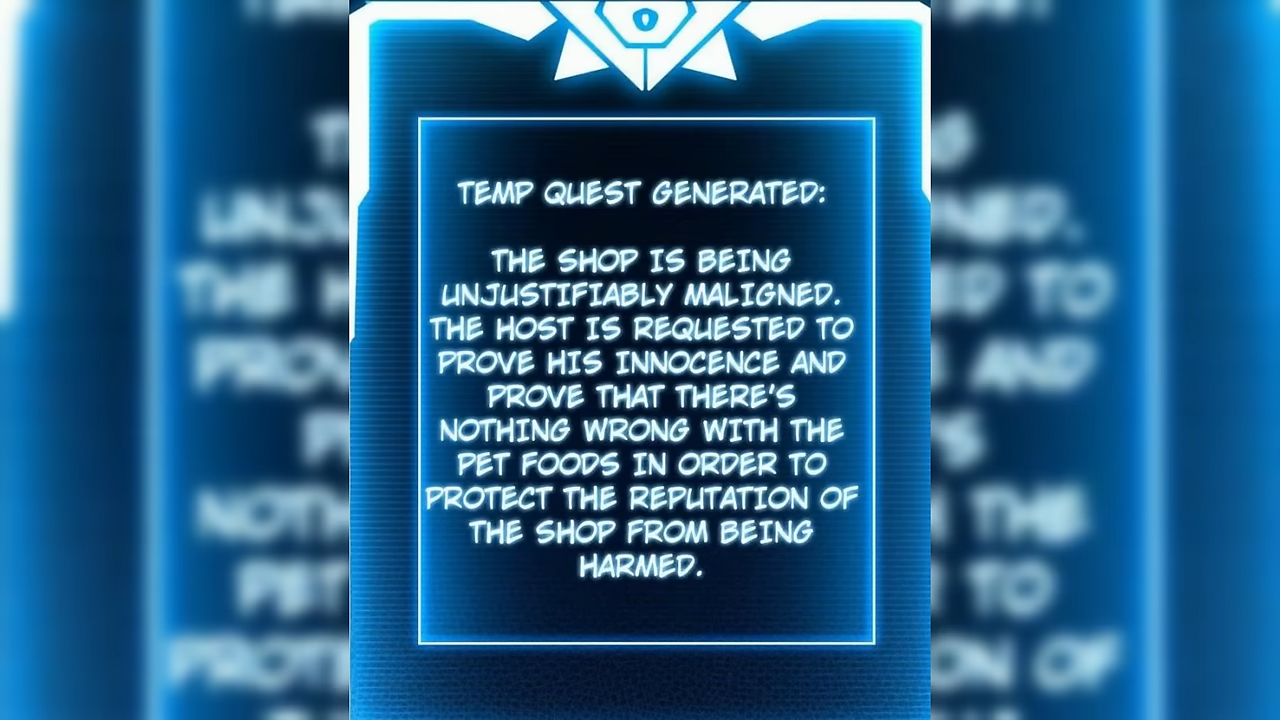 TEMP QUEST GENERATED:
THE SHOP IS BEING
UNJUSTIFIABLY MALIGNED.
THE HOST IS REQUESTED TO
PROVE HIS INNOCENCE AND
PROVE THAT THERE'S
NOTHING WRONG WITH THE
PET FOODS IN ORDER TO
PROTECT THE REPUTATION OF
THE SHOP FROM BEING
HARMED.